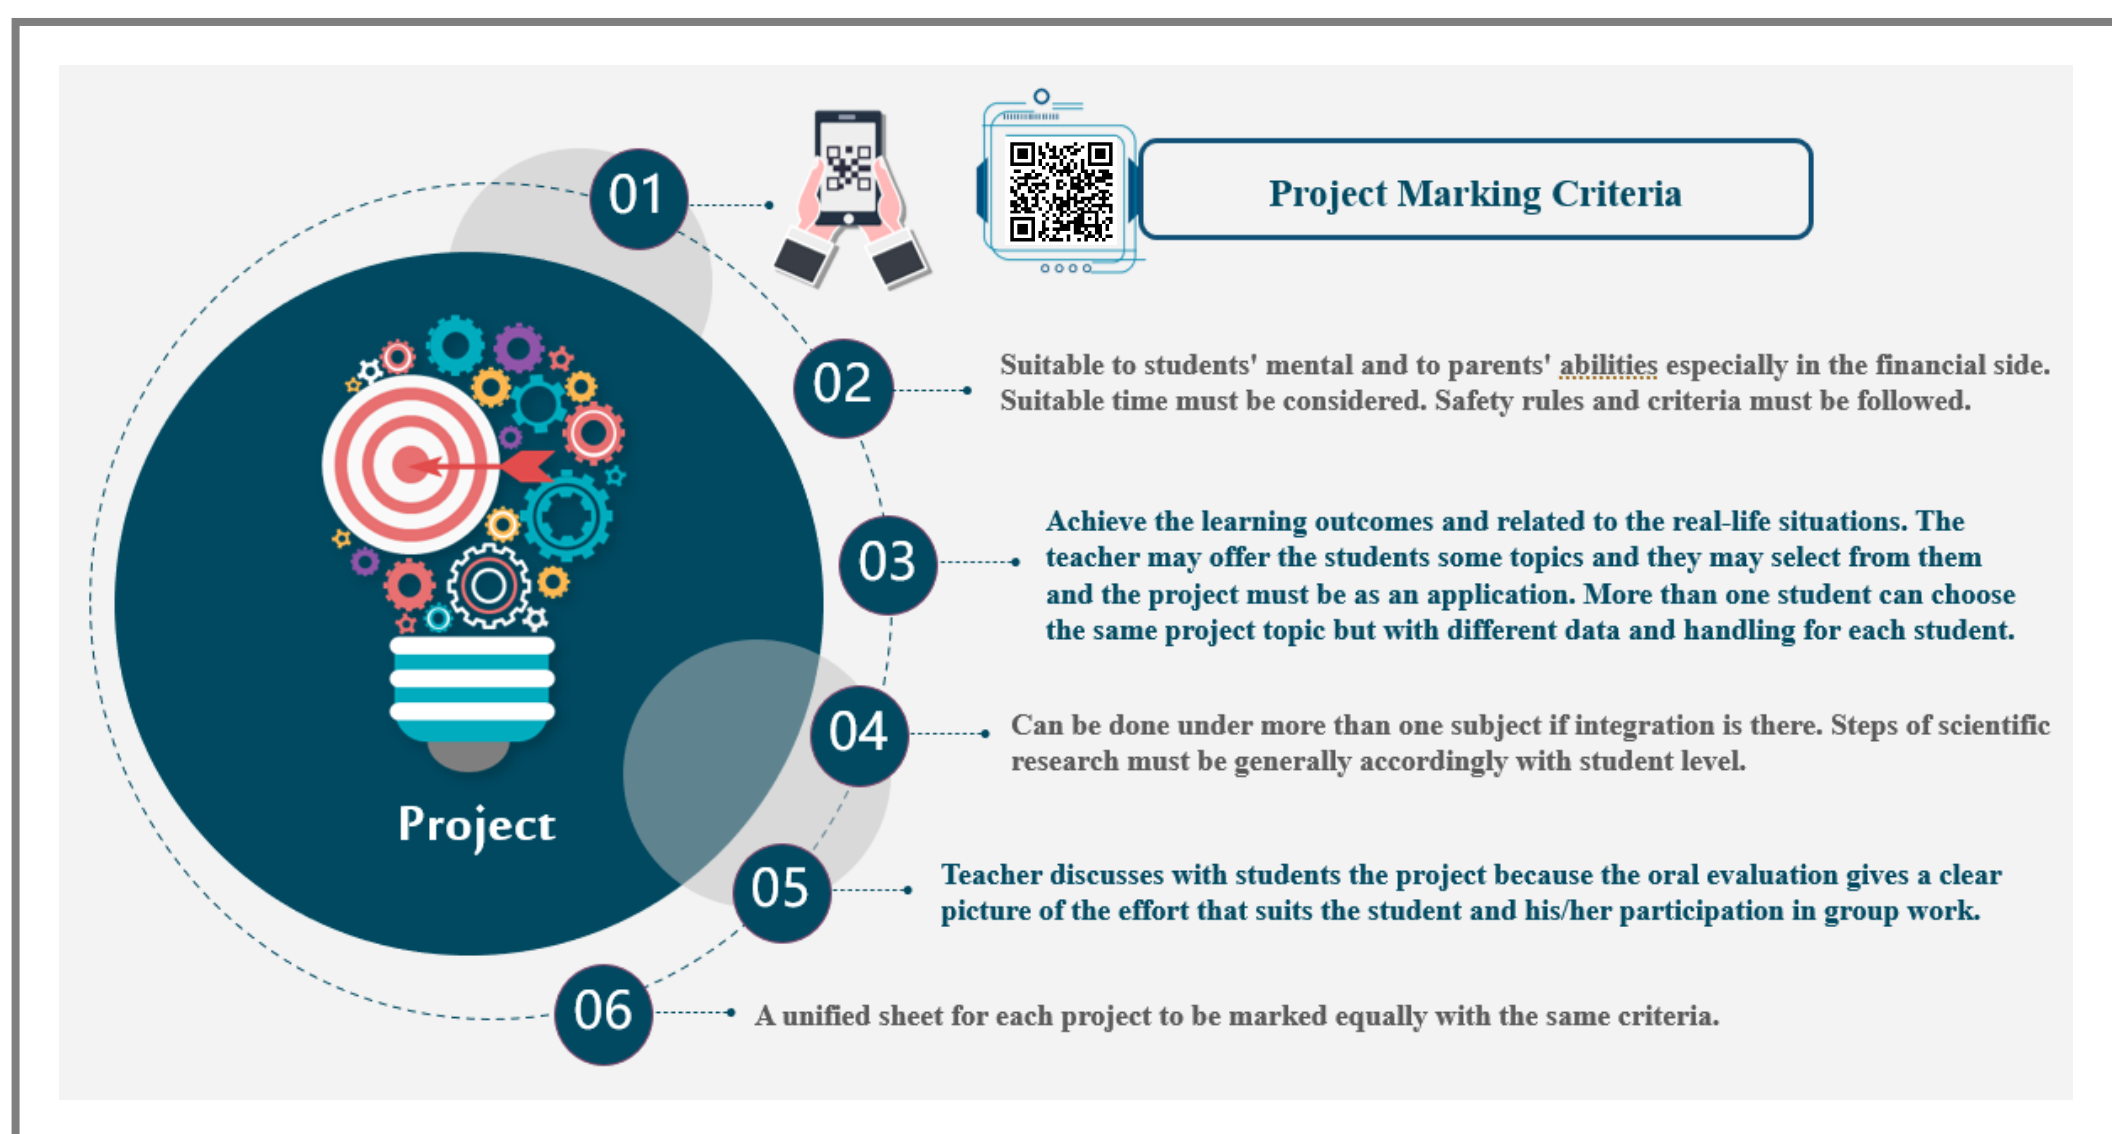 01
Project Marking Criteria
02
Suitable to students' mental and to parents' abilities especially in the financial side.
Suitable time must be considered. Safety rules and criteria must be followed.
03
Achieve the learning outcomes and related to the real-life situations. The
teacher may offer the students some topics and they may select from them
and the project must be as an application. More than one student can choose
the same project topic but with different data and handling for each student.
04
Can be done under more than one subject if integration is there. Steps of scientific
research must be generally accordingly with student level.
Project
05
Teacher discusses with students the project because the oral evaluation gives a clear
picture of the effort that suits the student and his/her participation in group work.
06
A unified sheet for each project to be marked equally with the same criteria.